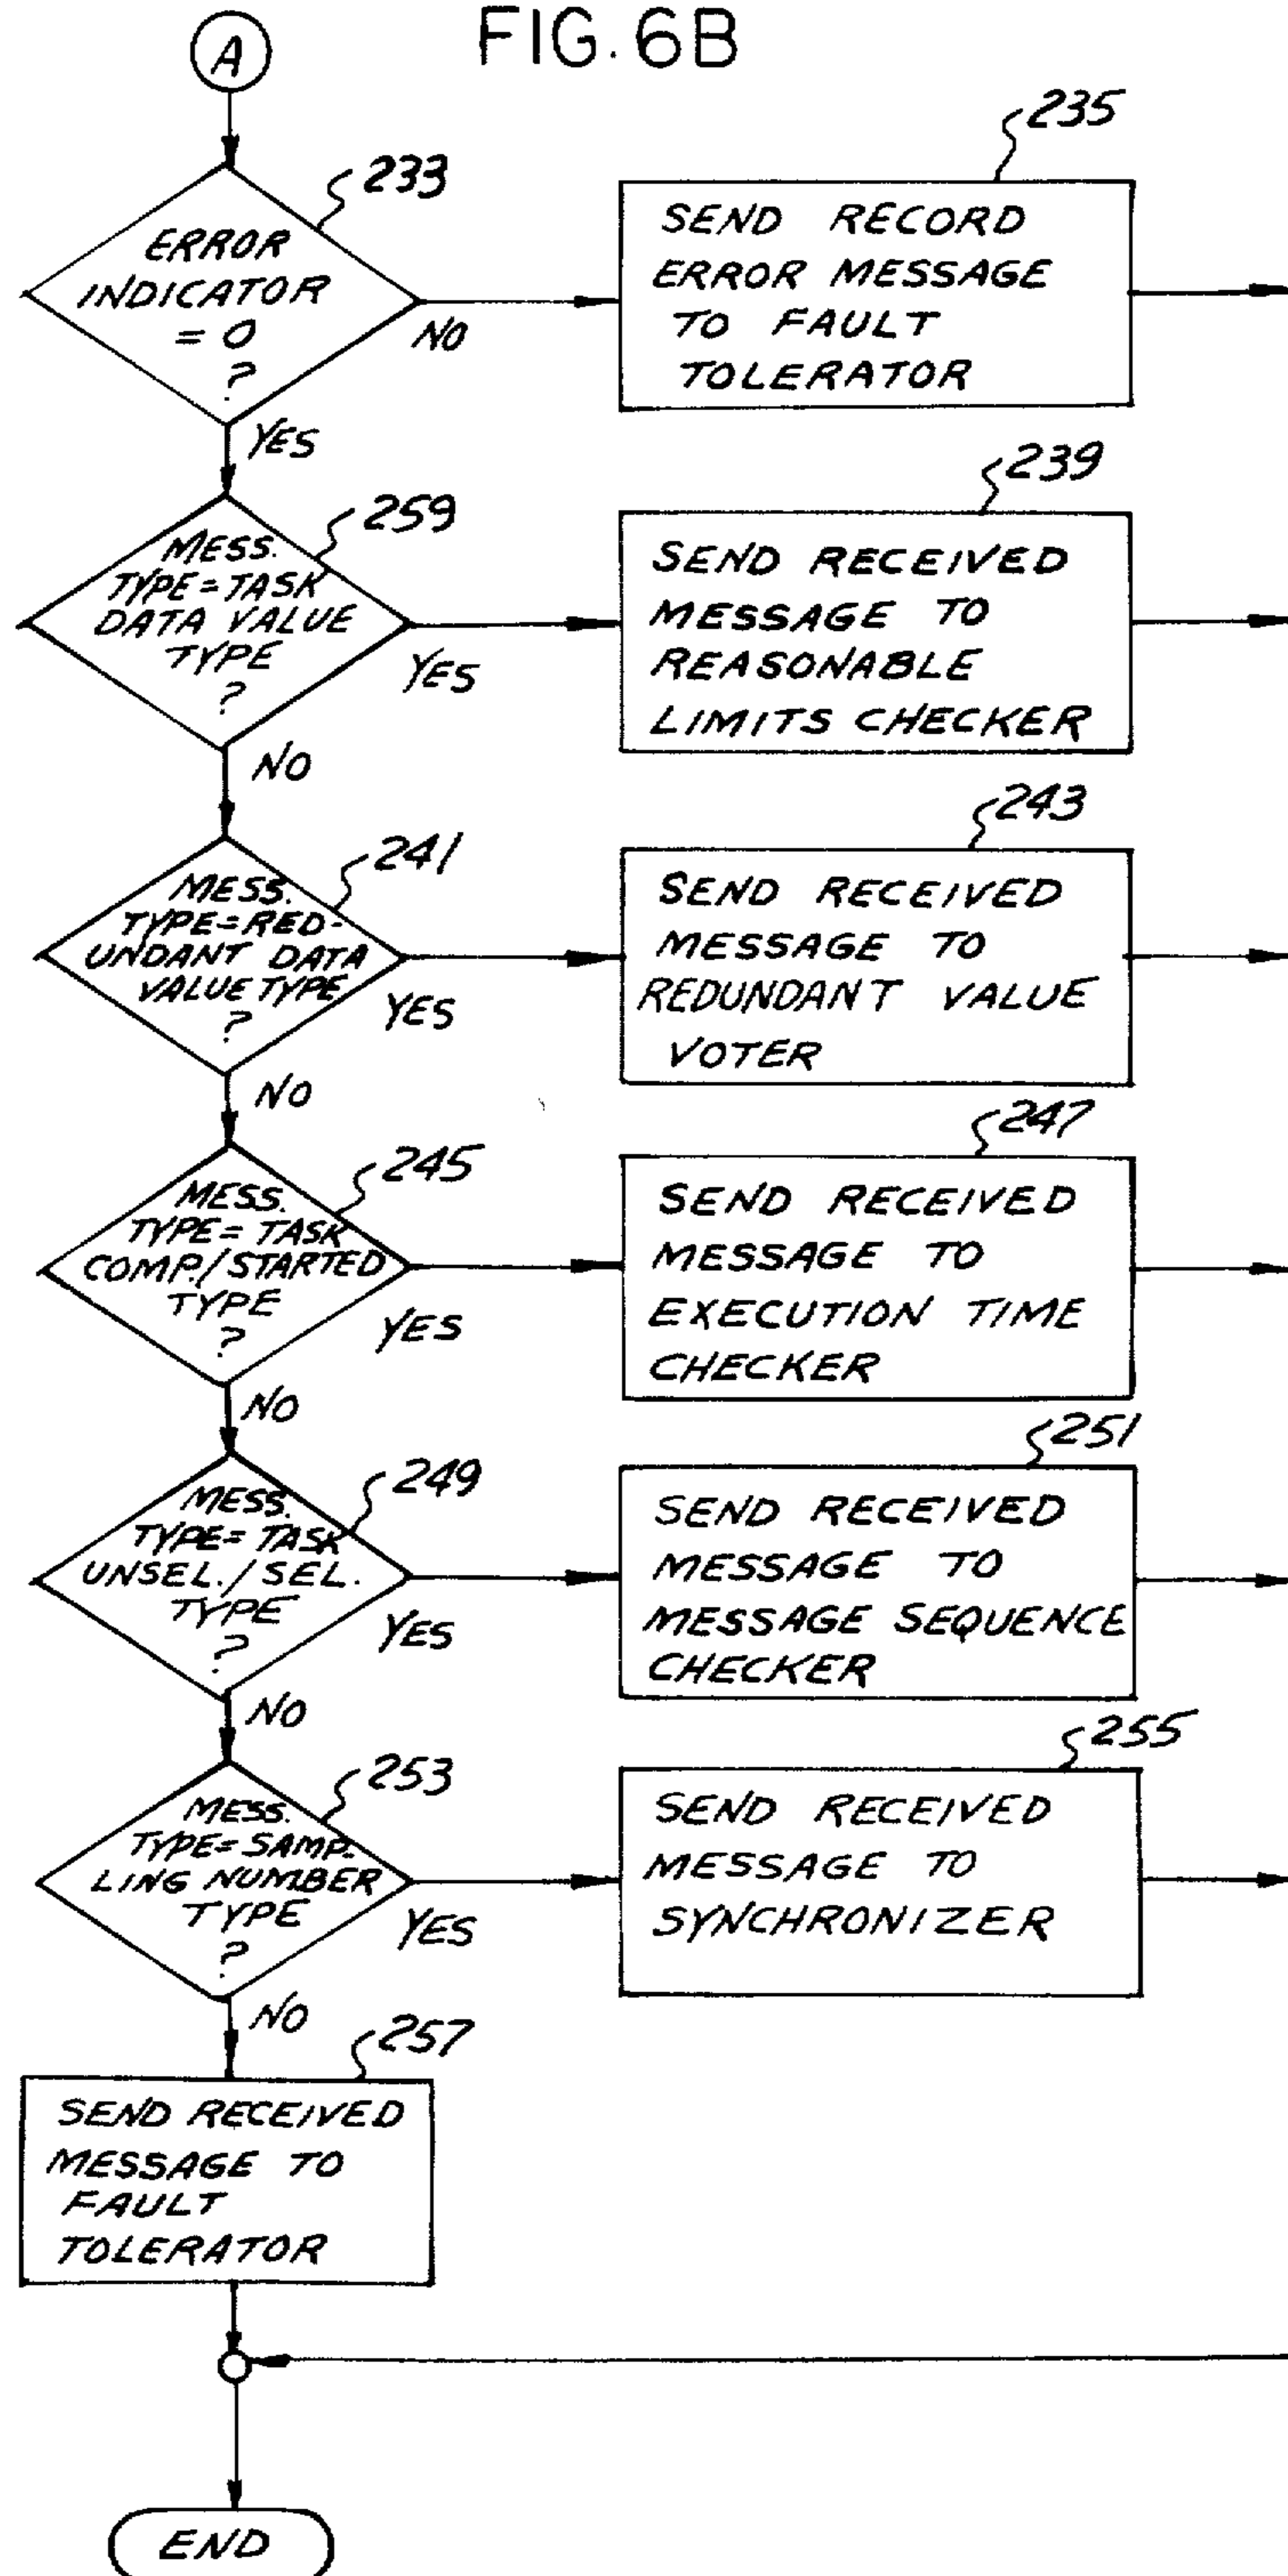 FIG. 6B
A
233
ERROR
INDICATOR
= 0
?
NO
YES
235
SEND RECORD
ERROR MESSAGE
TO FAULT
TOLERATOR
259
MESS.
TYPE = TASK
DATA VALUE
TYPE
?
YES
NO
239
SEND RECEIVED
MESSAGE TO
REASONABLE
LIMITS CHECKER
241
MESS.
TYPE = RED-
UNDANT DATA
VALUE TYPE
?
YES
NO
243
SEND RECEIVED
MESSAGE TO
REDUNDANT VALUE
VOTER
245
MESS.
TYPE = TASK
COMP./STARTED
TYPE
?
YES
NO
247
SEND RECEIVED
MESSAGE TO
EXECUTION TIME
CHECKER
249
MESS.
TYPE = TASK
UNSEL./SEL.
TYPE
?
YES
NO
251
SEND RECEIVED
MESSAGE TO
MESSAGE SEQUENCE
CHECKER
253
MESS.
TYPE = SAMP-
LING NUMBER
TYPE
?
YES
NO
255
SEND RECEIVED
MESSAGE TO
SYNCHRONIZER
257
SEND RECEIVED
MESSAGE TO
FAULT
TOLERATOR
END